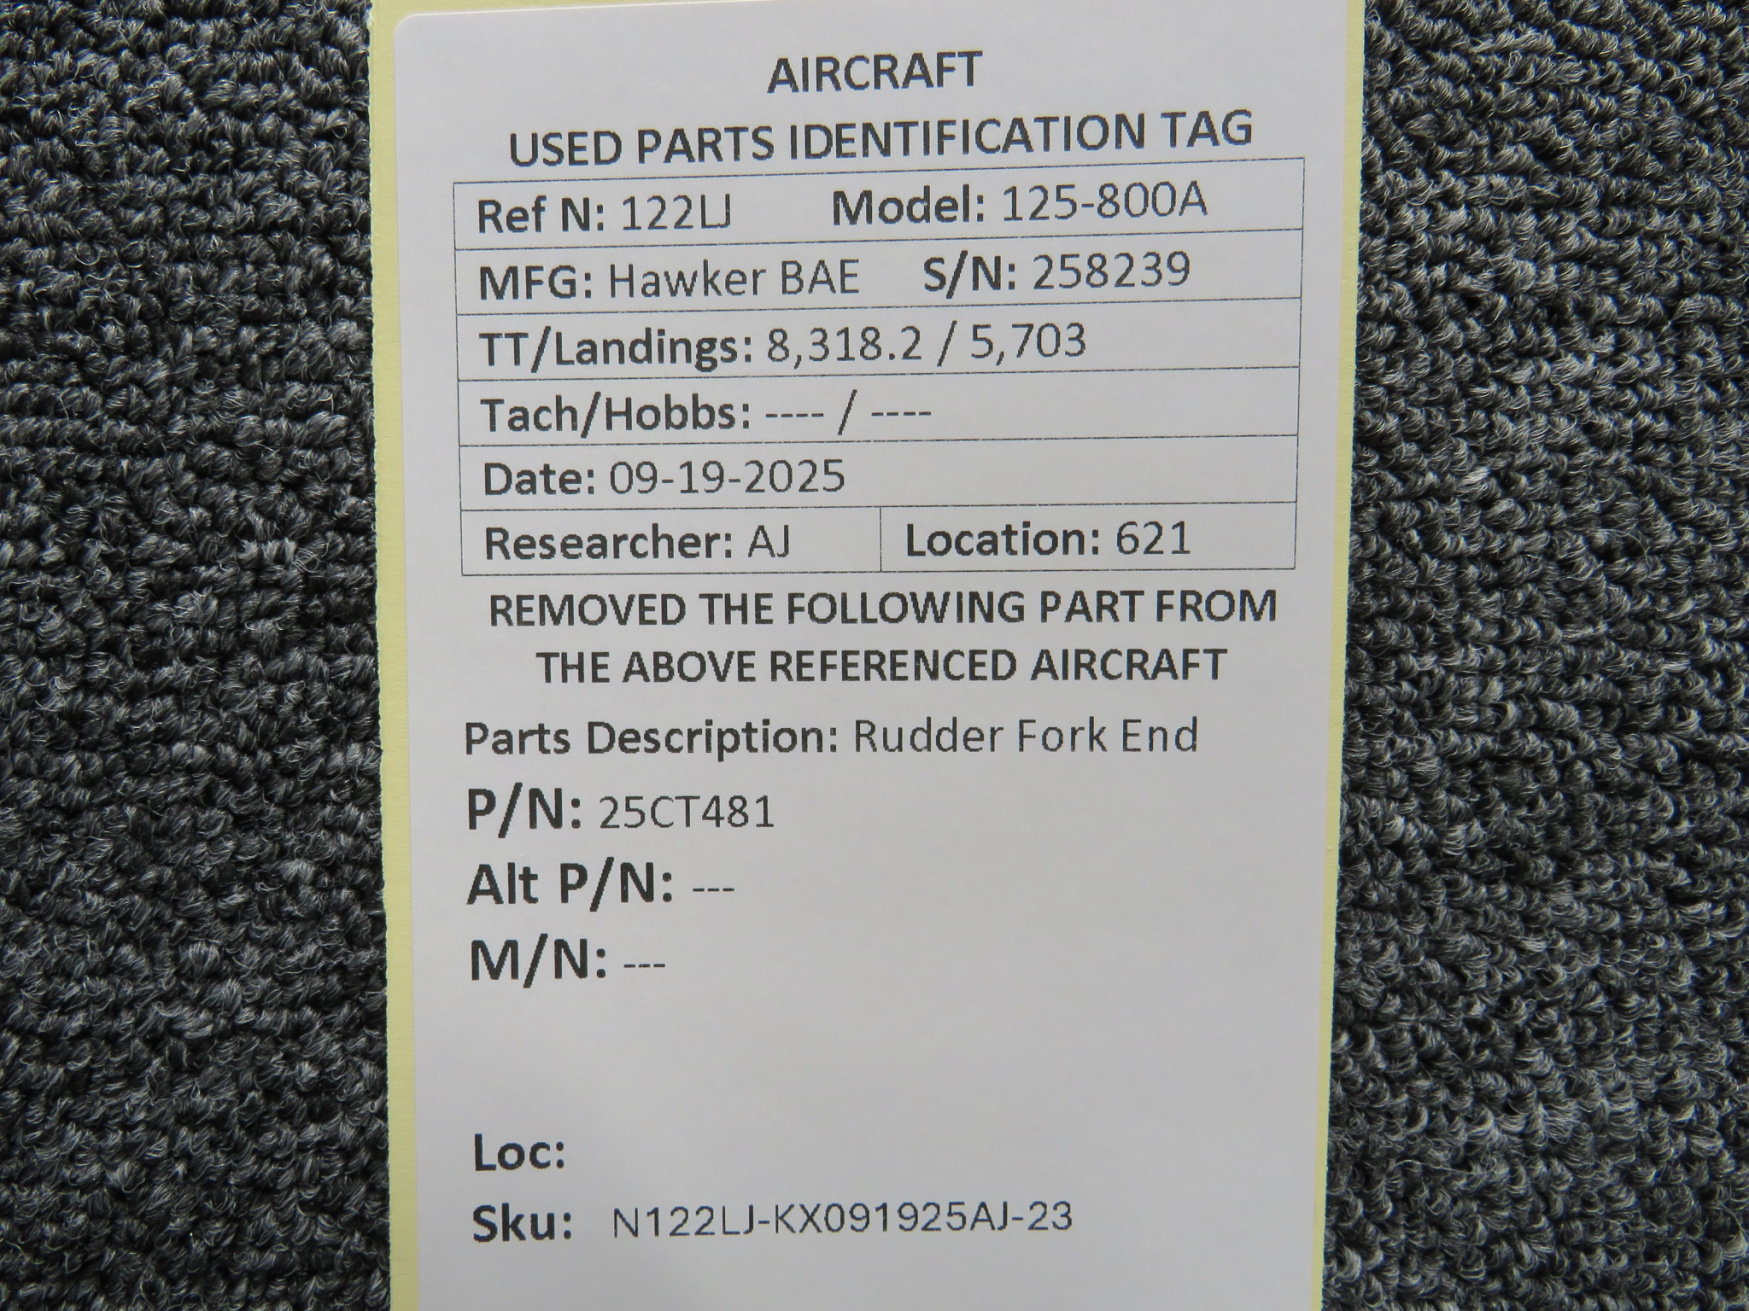 AIRCRAFT
USED PARTS IDENTIFICATION TAG
Ref N: 122LJ Model: 125-800A
MFG: Hawker BAE S/N: 258239
TT/Landings: 8,318.2 / 5,703
Tach/Hobbs: ---- / ----
Date: 09-19-2025
Researcher: AJ Location: 621
REMOVED THE FOLLOWING PART FROM
THE ABOVE REFERENCED AIRCRAFT
Parts Description: Rudder Fork End
P/N: 25CT481
Alt P/N: ---
M/N: ---
Loc:
Sku: N122LJ-KX091925AJ-23